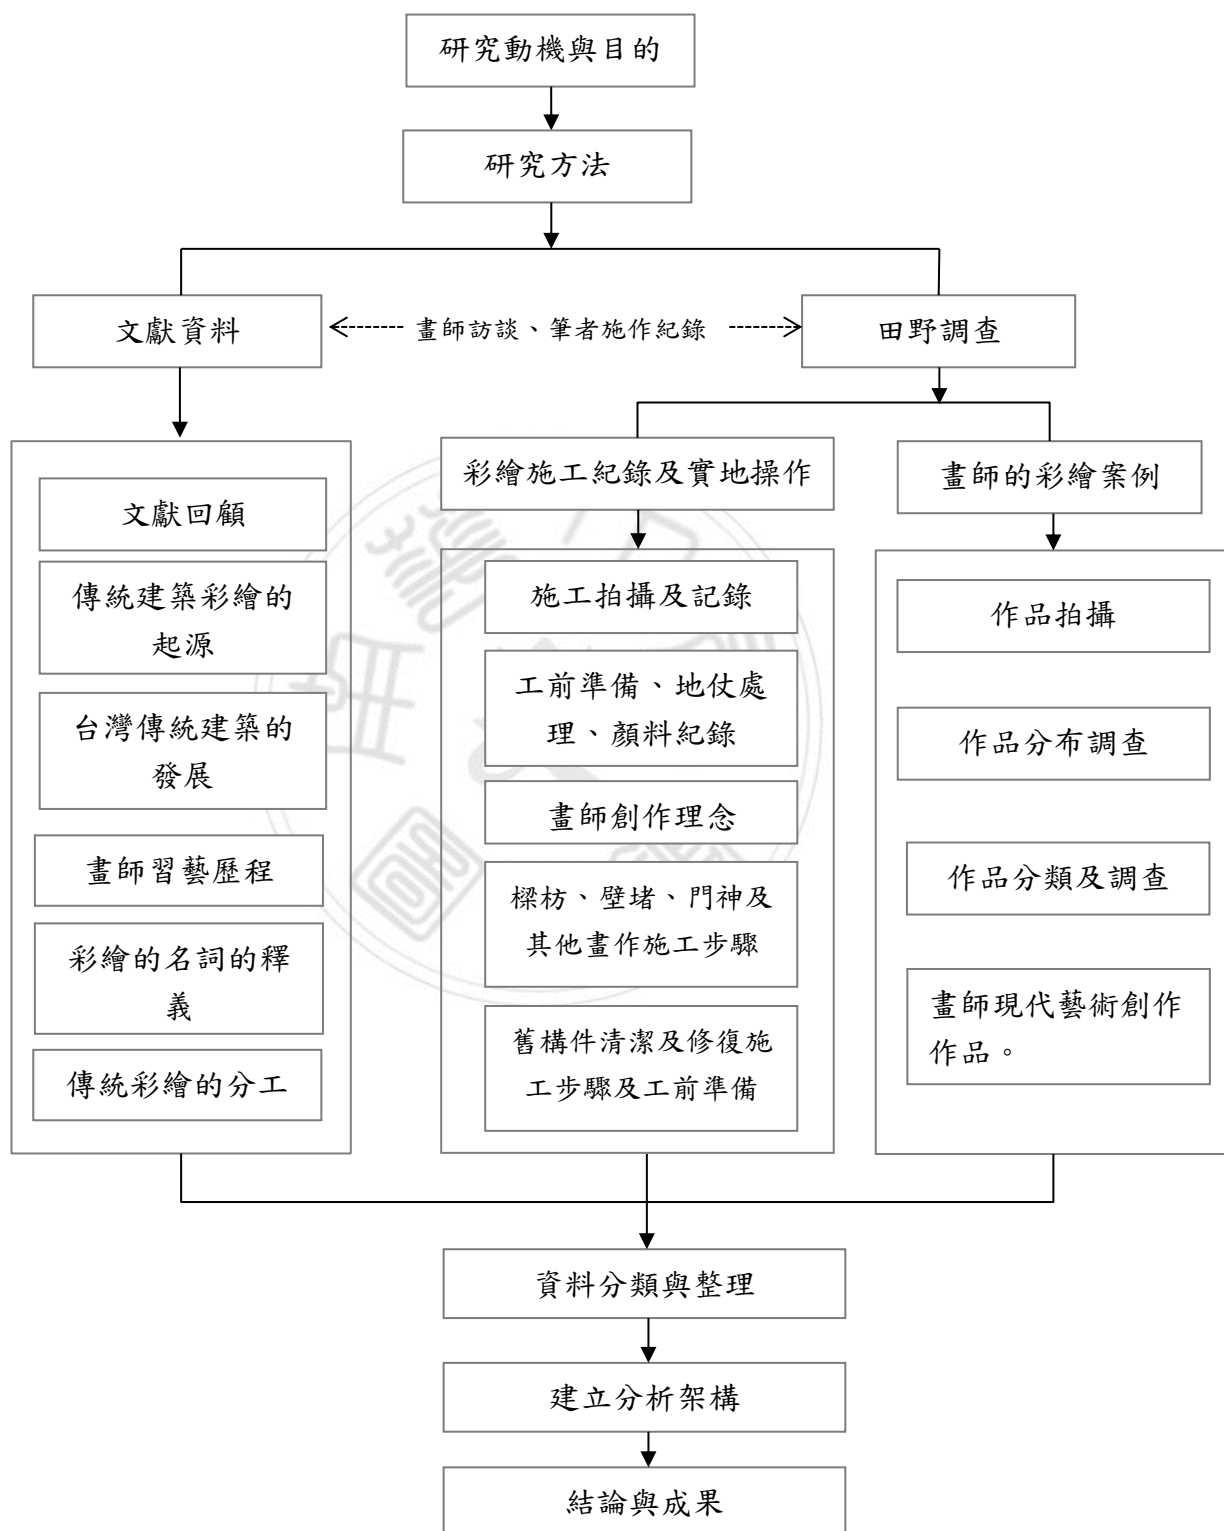 研究動機與目的
研究方法
文獻資料
畫師訪談、筆者施作紀錄
田野調查
文獻回顧
傳統建築彩繪的
起源
台灣傳統建築的
發展
畫師習藝歷程
彩繪的名詞的釋
義
傳統彩繪的分工
彩繪施工紀錄及實地操作
施工拍攝及記錄
工前準備、地仗處
理、顏料紀錄
畫師創作理念
樑枋、壁堵、門神及
其他畫作施工步驟
舊構件清潔及修復施
工步驟及工前準備
畫師的彩繪案例
作品拍攝
作品分布調查
作品分類及調查
畫師現代藝術創作
作品。
資料分類與整理
建立分析架構
結論與成果